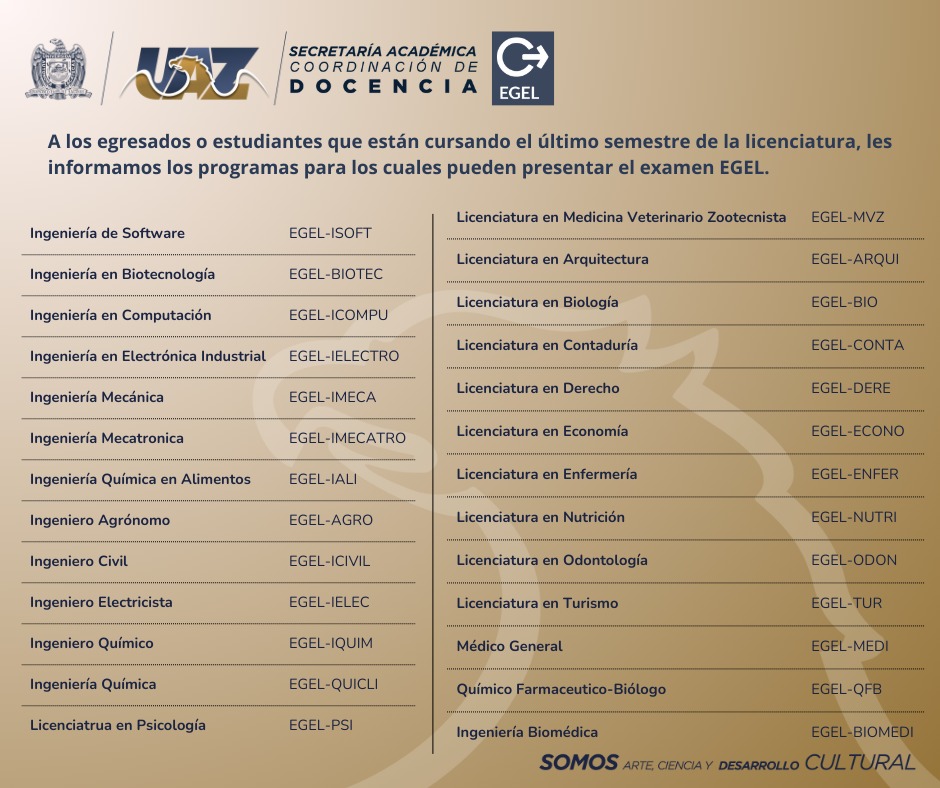 UAZ
SECRETARÍA ACADÉMICA
COORDINACIÓN DE
DOCENCIA
EGEL
A los egresados o estudiantes que están cursando el último semestre de la licenciatura, les
informamos los programas para los cuales pueden presentar el examen EGEL.
Ingeniería de Software EGEL-ISOFT
Ingeniería en Biotecnología EGEL-BIOTEC
Ingeniería en Computación EGEL-ICOMPU
Ingeniería en Electrónica Industrial EGEL-IELECTRO
Ingeniería Mecánica EGEL-IMECA
Ingeniería Mecatronica EGEL-IMECATRO
Ingeniería Química en Alimentos EGEL-IALI
Ingeniero Agrónomo EGEL-AGRO
Ingeniero Civil EGEL-ICIVIL
Ingeniero Electricista EGEL-IELEC
Ingeniero Químico EGEL-IQUIM
Ingeniería Química EGEL-QUICLI
Licenciatrua en Psicología EGEL-PSI
Licenciatura en Medicina Veterinario Zootecnista EGEL-MVZ
Licenciatura en Arquitectura EGEL-ARQUI
Licenciatura en Biología EGEL-BIO
Licenciatura en Contaduría EGEL-CONTA
Licenciatura en Derecho EGEL-DERE
Licenciatura en Economía EGEL-ECONO
Licenciatura en Enfermería EGEL-ENFER
Licenciatura en Nutrición EGEL-NUTRI
Licenciatura en Odontología EGEL-ODON
Licenciatura en Turismo EGEL-TUR
Médico General EGEL-MEDI
Químico Farmaceutico-Biólogo EGEL-QFB
Ingeniería Biomédica EGEL-BIOMEDI
SOMOS ARTE, CIENCIA Y DESARROLLO CULTURAL